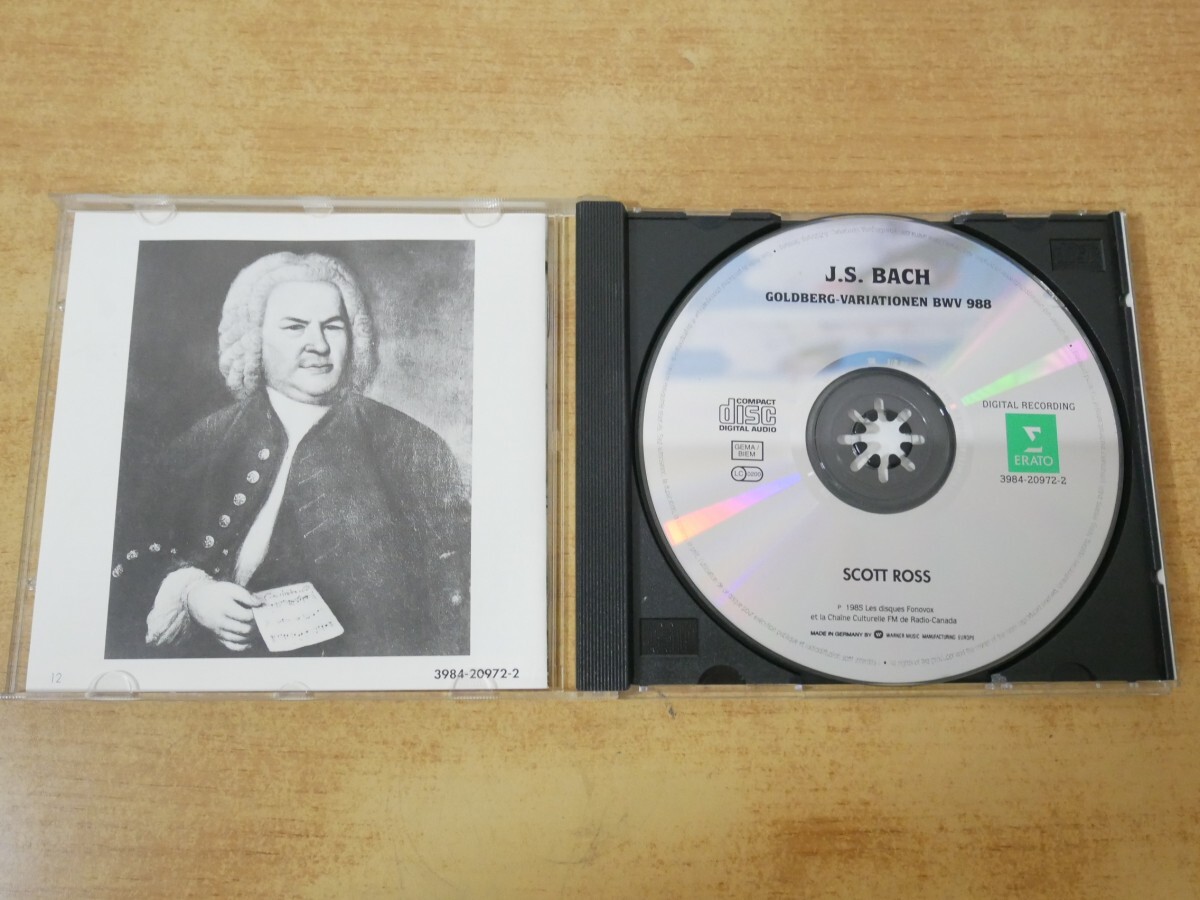 12
3984-20972-2
J.S. BACH
GOLDBERG-VARIATIONEN BWV 988
COMPACT
disc
DIGITAL AUDIO
GEMA/
BIEM
LC
DIGITAL RECORDING
ERATO
3984-20972-2
SCOTT ROSS
℗ 1985 Les disques Fonovox
et la Chaîne Culturelle FM de Radio-Canada
MADE IN GERMANY BY WARNER MUSIC MANUFACTURING EUROPE